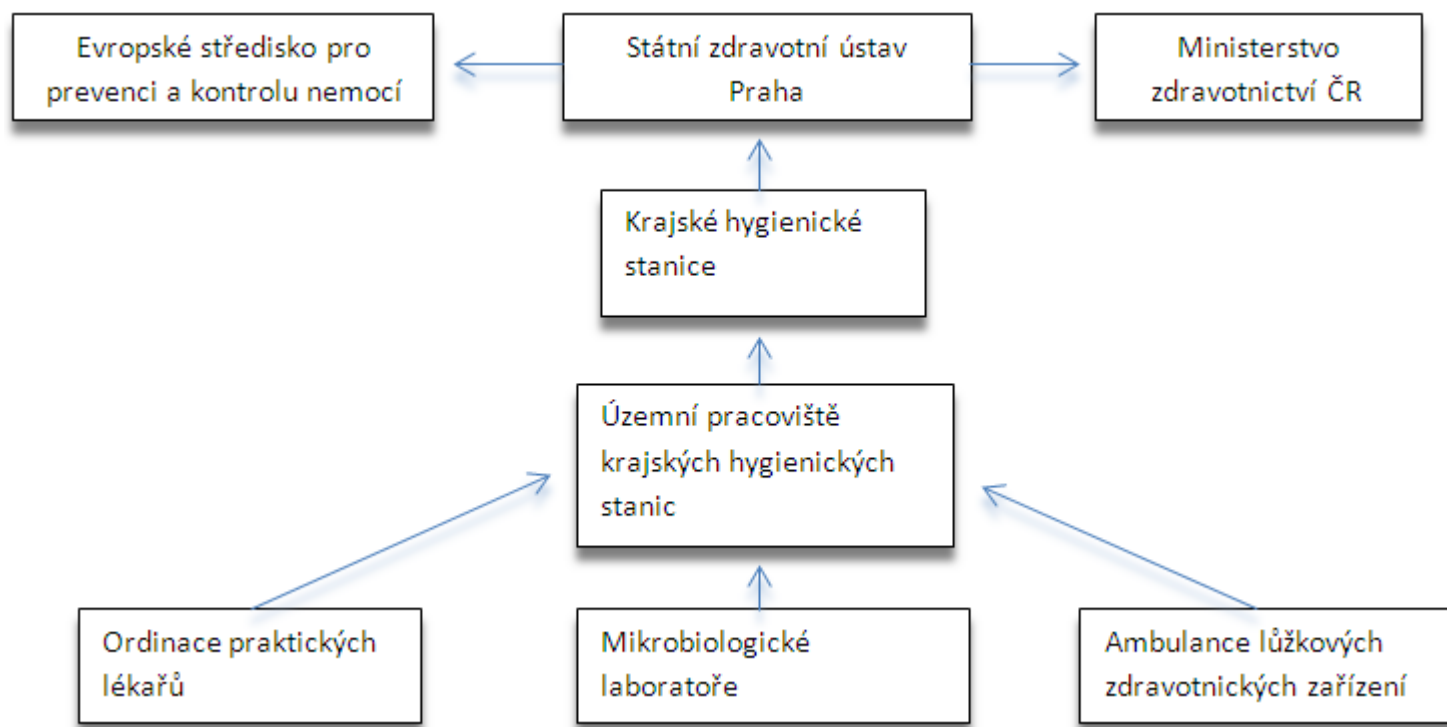 Evropské středisko pro
prevenci a kontrolu nemocí
Státní zdravotní ústav
Praha
Ministerstvo
zdravotnictví ČR
Krajské hygienické
stanice
Územní pracoviště
krajských hygienických
stanic
Ordinace praktických
lékařů
Mikrobiologické
laboratoře
Ambulance lůžkových
zdravotnických zařízení